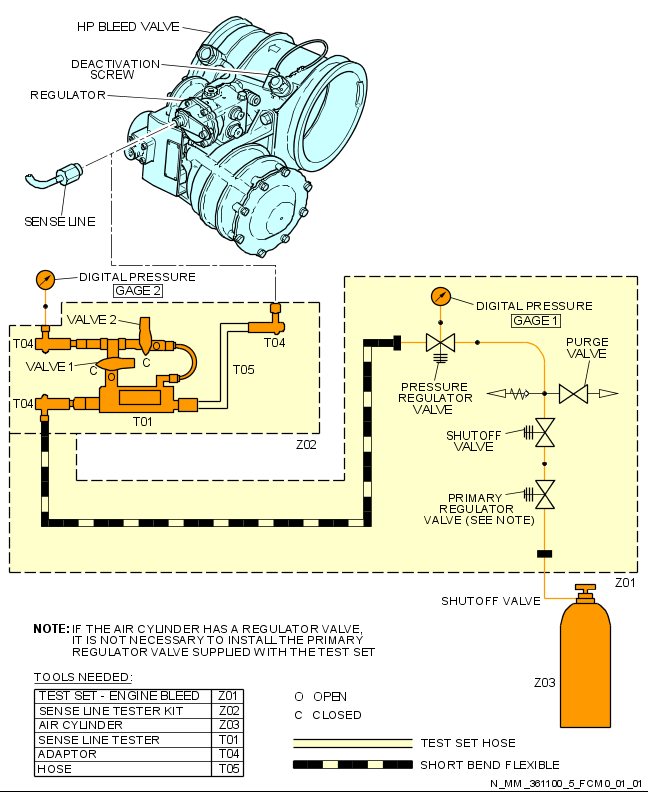 HP BLEED VALVE
DEACTIVATION
SCREW
REGULATOR
SENSE LINE
DIGITAL PRESSURE
GAGE 2
VALVE 2
T04
VALVE 1
C
C
T04
T05
T04
T01
Z02
DIGITAL PRESSURE
GAGE 1
PURGE
VALVE
PRESSURE
REGULATOR
VALVE
SHUTOFF
VALVE
PRIMARY
REGULATOR
VALVE (SEE NOTE)
Z01
SHUTOFF VALVE
Z03
NOTE: IF THE AIR CYLINDER HAS A REGULATOR VALVE,
IT IS NOT NECESSARY TO INSTALL THE PRIMARY
REGULATOR VALVE SUPPLIED WITH THE TEST SET
TOOLS NEEDED:
TEST SET - ENGINE BLEED Z01
SENSE LINE TESTER KIT Z02
AIR CYLINDER Z03
SENSE LINE TESTER T01
ADAPTOR T04
HOSE T05
O OPEN
C CLOSED
TEST SET HOSE
SHORT BEND FLEXIBLE
N_MM_361100_5_FCM0_01_01